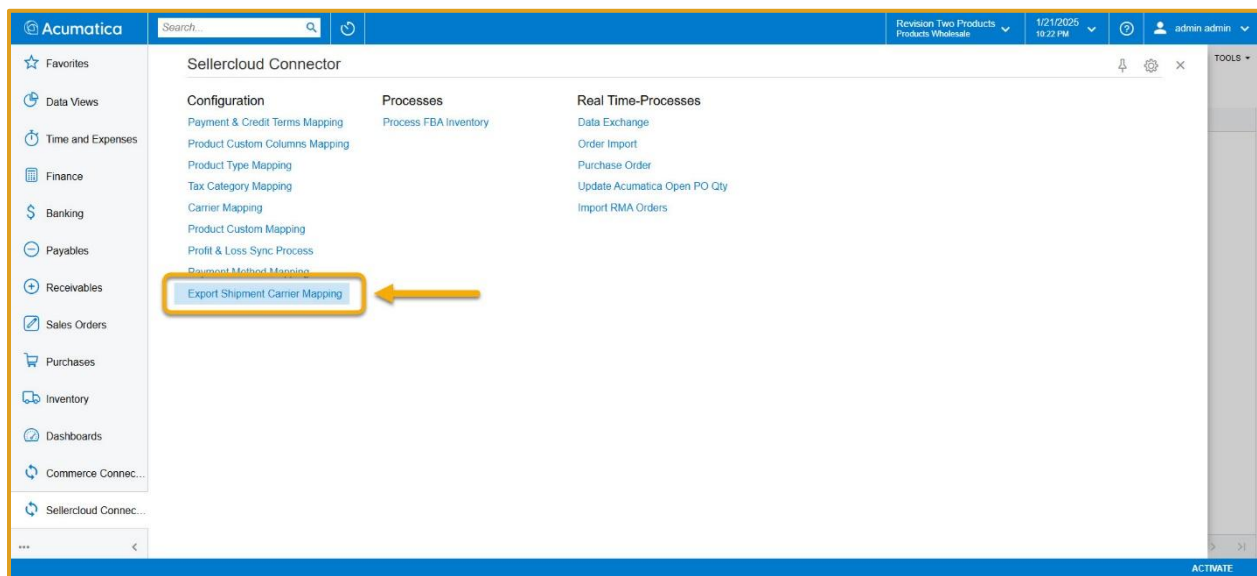 Acumatica
Search...
Revision Two Products
Products Wholesale
1/21/2025
10:22 PM
admin admin
TOOLS
Favorites
Data Views
Time and Expenses
Finance
Banking
Payables
Receivables
Sales Orders
Purchases
Inventory
Dashboards
Commerce Connec...
Sellercloud Connec...
...
Sellercloud Connector
Configuration
Payment & Credit Terms Mapping
Product Custom Columns Mapping
Product Type Mapping
Tax Category Mapping
Carrier Mapping
Product Custom Mapping
Profit & Loss Sync Process
Payment Method Mapping
Export Shipment Carrier Mapping
Processes
Process FBA Inventory
Real Time-Processes
Data Exchange
Order Import
Purchase Order
Update Acumatica Open PO Qty
Import RMA Orders
ACTIVATE